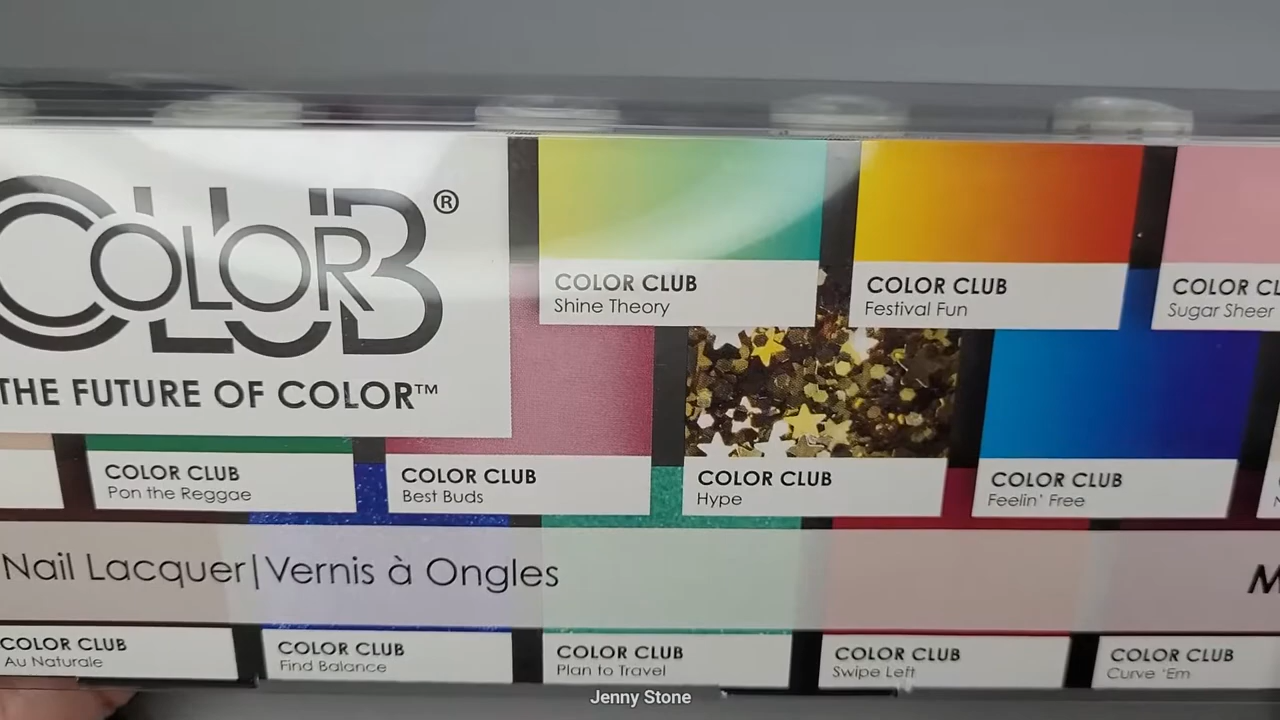 CLUB®
COLOR
THE FUTURE OF COLOR™
COLOR CLUB
Shine Theory
COLOR CLUB
Festival Fun
COLOR CL
Sugar Sheer
COLOR CLUB
Pon the Reggae
COLOR CLUB
Best Buds
COLOR CLUB
Hype
COLOR CLUB
Feelin' Free
Nail Lacquer|Vernis à Ongles
M
COLOR CLUB
Au Naturale
COLOR CLUB
Find Balance
COLOR CLUB
Plan to Travel
COLOR CLUB
Swipe Left
COLOR CLUB
Curve 'Em
Jenny Stone